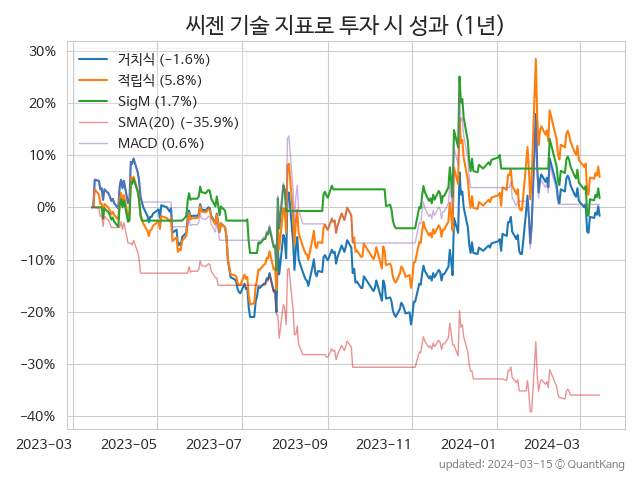 씨젠 기술 지표로 투자 시 성과 (1년)
30%
20%
10%
0%
−10%
−20%
−30%
−40%
거치식 (−1.6%)
적립식 (5.8%)
SigM (1.7%)
SMA(20) (−35.9%)
MACD (0.6%)
2023−03 2023−05 2023−07 2023−09 2023−11 2024−01 2024−03
updated: 2024−03−15 ⓒ QuantKang